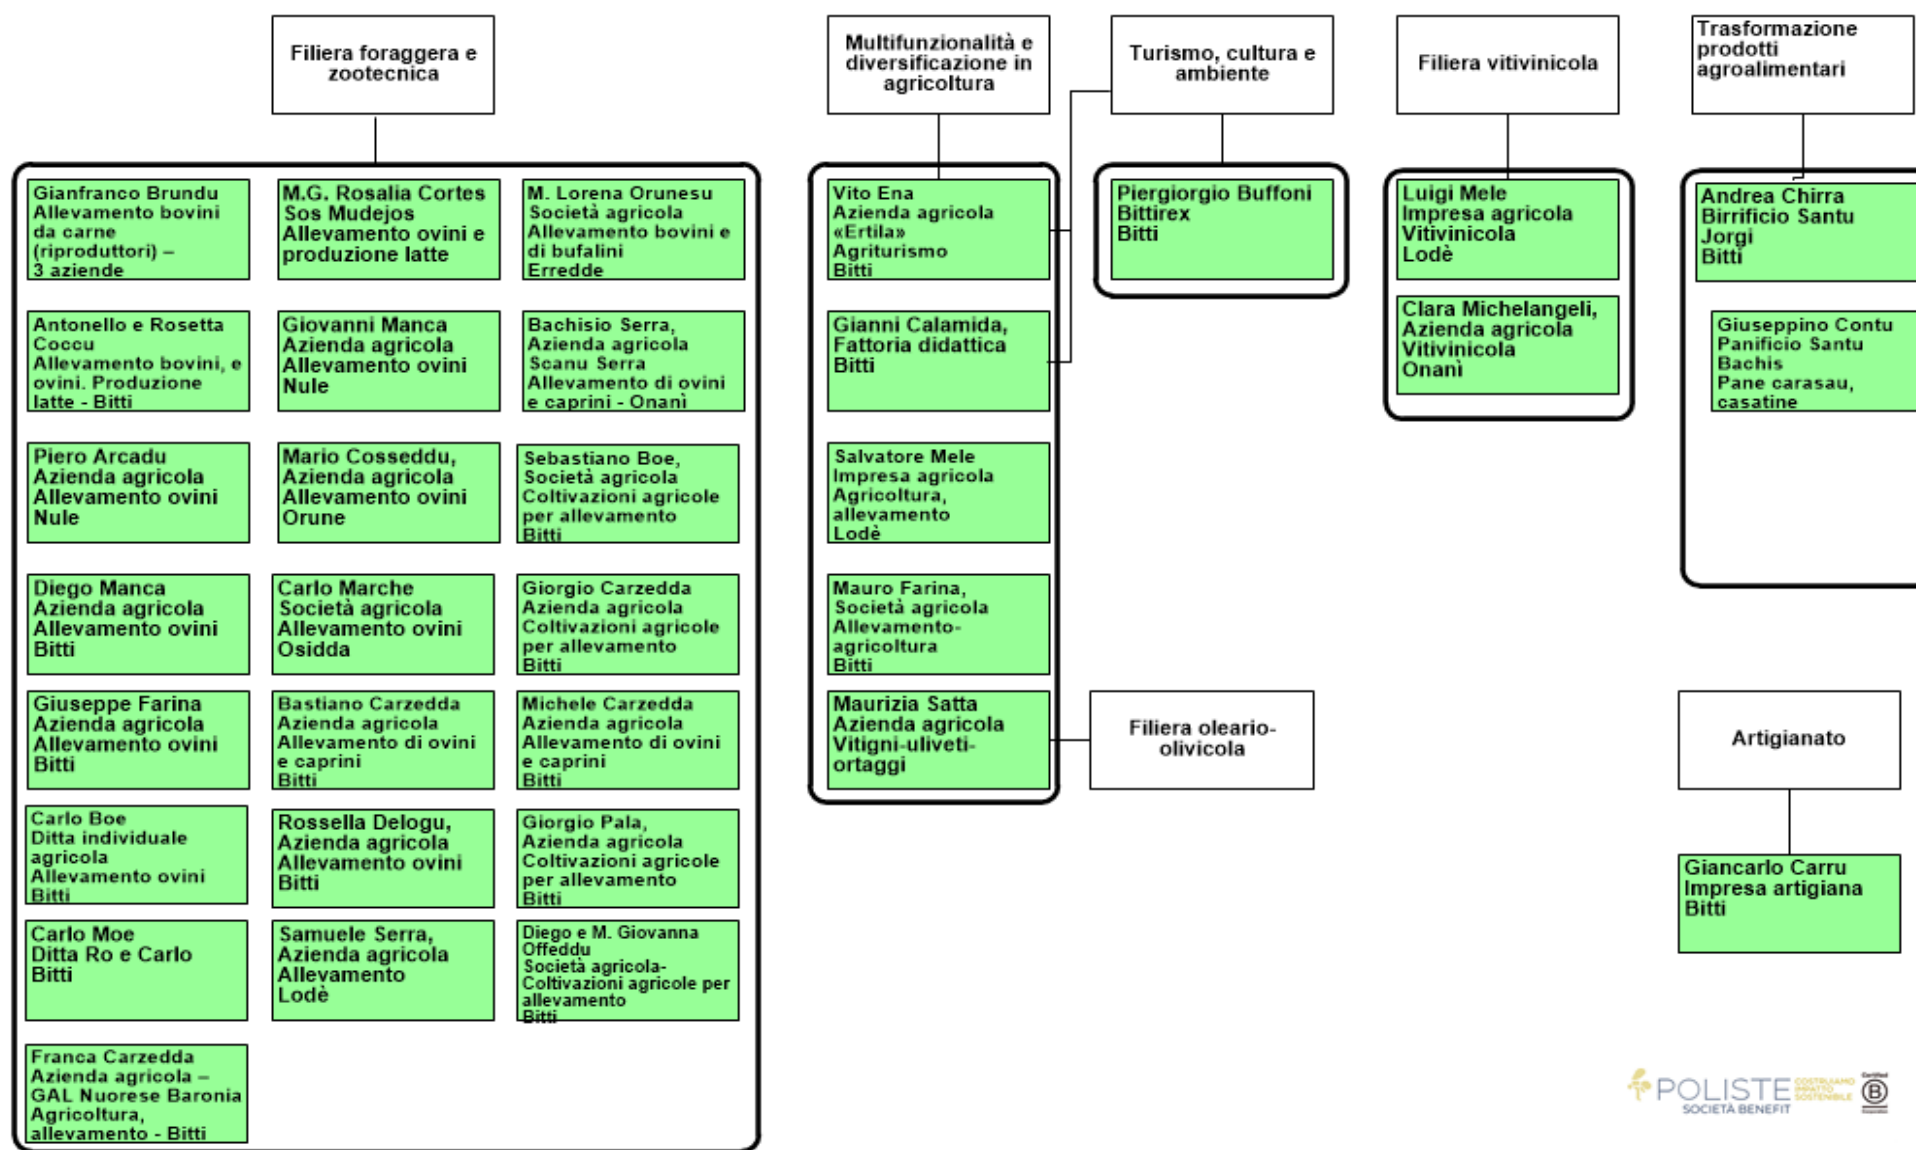 Filiera foraggera e
zootecnica
Multifunzionalità e
diversificazione in
agricoltura
Turismo, cultura e
ambiente
Filiera vitivinicola
Trasformazione
prodotti
agroalimentari
Gianfranco Brundu
Allevamento bovini
da carne
(riproduttori) –
3 aziende
M.G. Rosalia Cortes
Sos Mudejos
Allevamento ovini e
produzione latte
M. Lorena Orunesu
Società agricola
Allevamento bovini e
di bufalini
Erredde
Antonello e Rosetta
Coccu
Allevamento bovini, e
ovini. Produzione
latte - Bitti
Giovanni Manca
Azienda agricola
Allevamento ovini
Nule
Bachisio Serra,
Azienda agricola
Scanu Serra
Allevamento di ovini
e caprini - Onanì
Piero Arcadu
Azienda agricola
Allevamento ovini
Nule
Mario Cosseddu,
Azienda agricola
Allevamento ovini
Orune
Sebastiano Boe,
Società agricola
Coltivazioni agricole
per allevamento
Bitti
Diego Manca
Azienda agricola
Allevamento ovini
Bitti
Carlo Marche
Società agricola
Allevamento ovini
Osidda
Giorgio Carzedda
Azienda agricola
Coltivazioni agricole
per allevamento
Bitti
Giuseppe Farina
Azienda agricola
Allevamento ovini
Bitti
Bastiano Carzedda
Azienda agricola
Allevamento di ovini
e caprini
Bitti
Michele Carzedda
Azienda agricola
Allevamento di ovini
e caprini
Bitti
Carlo Boe
Ditta individuale
agricola
Allevamento ovini
Bitti
Rossella Delogu,
Azienda agricola
Allevamento ovini
Bitti
Giorgio Pala,
Azienda agricola
Coltivazioni agricole
per allevamento
Bitti
Carlo Moe
Ditta Ro e Carlo
Bitti
Samuele Serra,
Azienda agricola
Allevamento
Lodè
Diego e M. Giovanna
Offeddu
Società agricola-
Coltivazioni agricole per
allevamento
Bitti
Franca Carzedda
Azienda agricola –
GAL Nuorese Baronia
Agricoltura,
allevamento - Bitti
Vito Ena
Azienda agricola
«Ertila»
Agriturismo
Bitti
Gianni Calamida,
Fattoria didattica
Bitti
Salvatore Mele
Impresa agricola
Agricoltura,
allevamento
Lodè
Mauro Farina,
Società agricola
Allevamento-
agricoltura
Bitti
Maurizia Satta
Azienda agricola
Vitigni-uliveti-
ortaggi
Piergiorgio Buffoni
Bittirex
Bitti
Filiera oleario-
olivicola
Luigi Mele
Impresa agricola
Vitivinicola
Lodè
Clara Michelangeli,
Azienda agricola
Vitivinicola
Onanì
Andrea Chirra
Birrificio Santu
Jorgi
Bitti
Giuseppino Contu
Panificio Santu
Bachis
Pane carasau,
casatine
Artigianato
Giancarlo Carru
Impresa artigiana
Bitti
POLISTE
SOCIETÀ BENEFIT
COSTRUIAMO
IMPATTO
SOSTENIBILE
Certified
B
Corporation